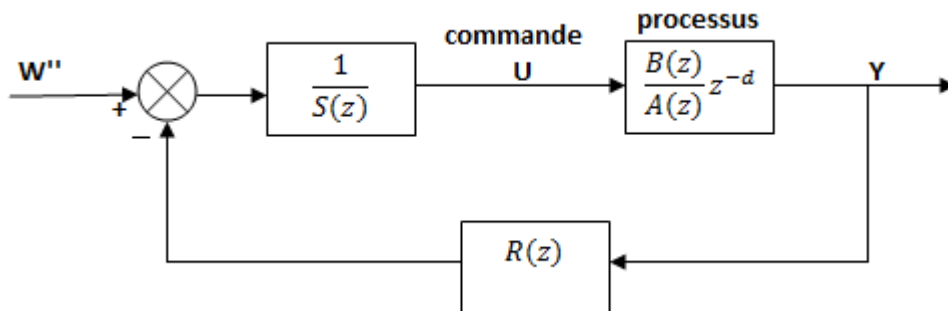 processus
commande
W"
1
S(z)
U
B(z)
A(z)
z^{-d}
Y
+
−
R(z)